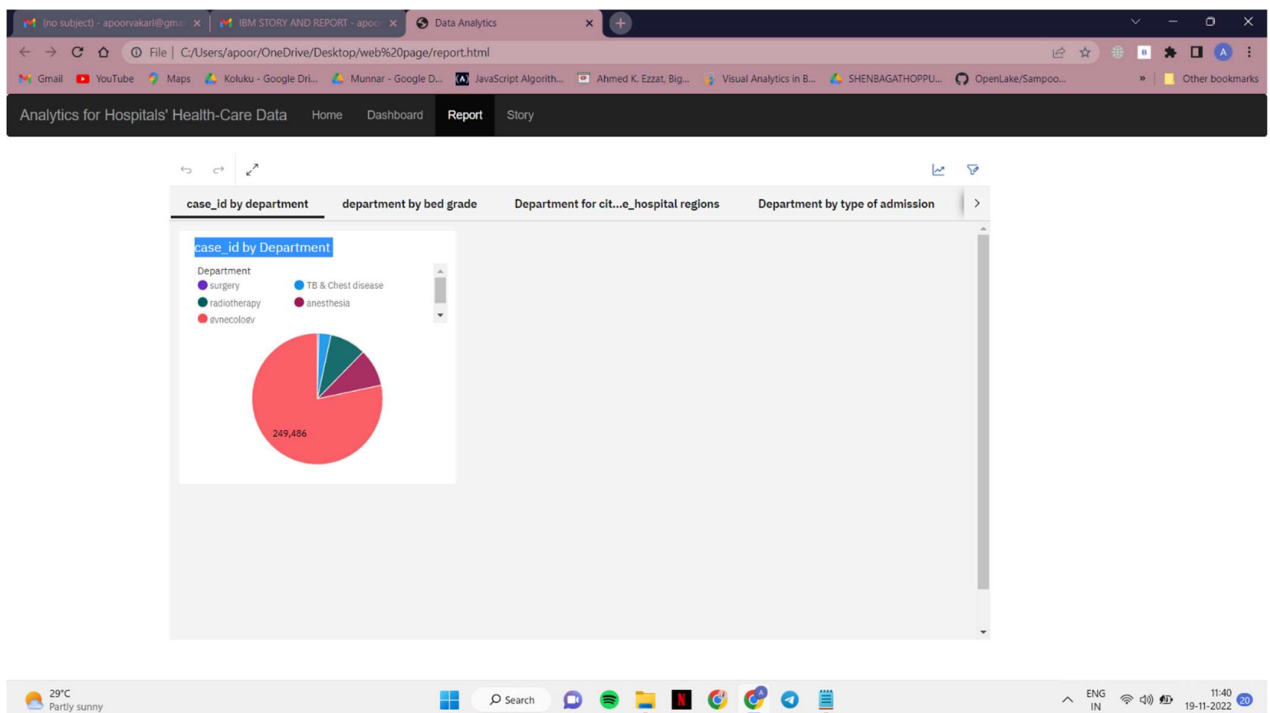 (no subject) - apoorvakarl@gma
IBM STORY AND REPORT - apoor
Data Analytics
File | C:/Users/apoor/OneDrive/Desktop/web%20page/report.html
Gmail
YouTube
Maps
Koluku - Google Dri...
Munnar - Google D...
JavaScript Algorith...
Ahmed K. Ezzat, Big...
Visual Analytics in B...
SHENBAGATHOPPU...
OpenLake/Sampoo...
»
Other bookmarks
Analytics for Hospitals' Health-Care Data
Home
Dashboard
Report
Story
case_id by department
department by bed grade
Department for cit...e_hospital regions
Department by type of admission
case_id by Department
Department
surgery
TB & Chest disease
radiotherapy
anesthesia
gynecology
249,486
29°C
Partly sunny
Search
ENG
IN
11:40
19-11-2022
20